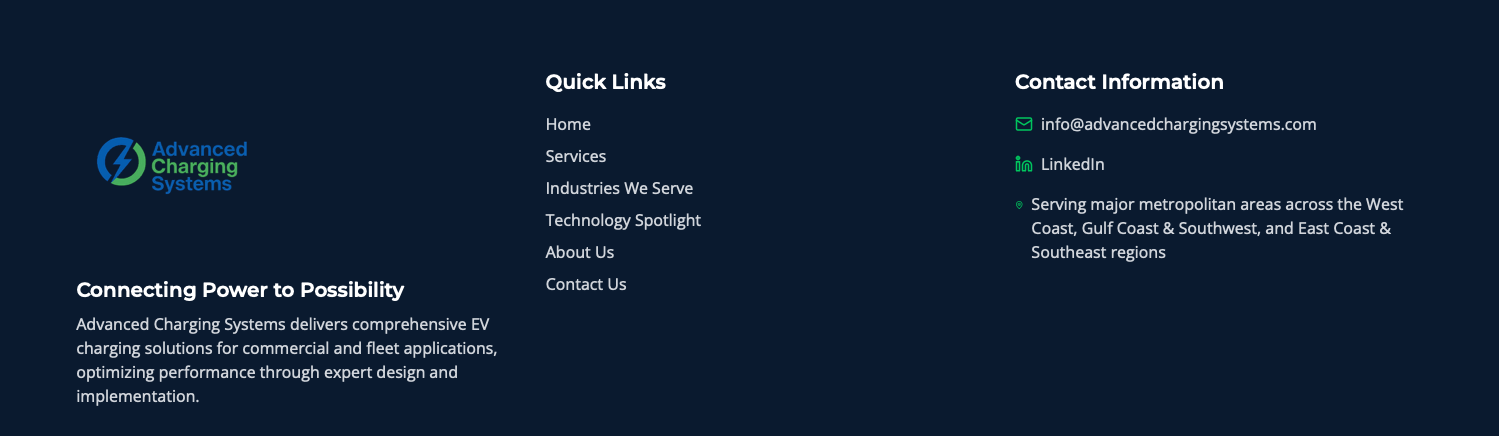 Advanced
Charging
Systems
Connecting Power to Possibility
Advanced Charging Systems delivers comprehensive EV
charging solutions for commercial and fleet applications,
optimizing performance through expert design and
implementation.
Quick Links
Home
Services
Industries We Serve
Technology Spotlight
About Us
Contact Us
Contact Information
info@advancedchargingsystems.com
LinkedIn
Serving major metropolitan areas across the West
Coast, Gulf Coast & Southwest, and East Coast &
Southeast regions